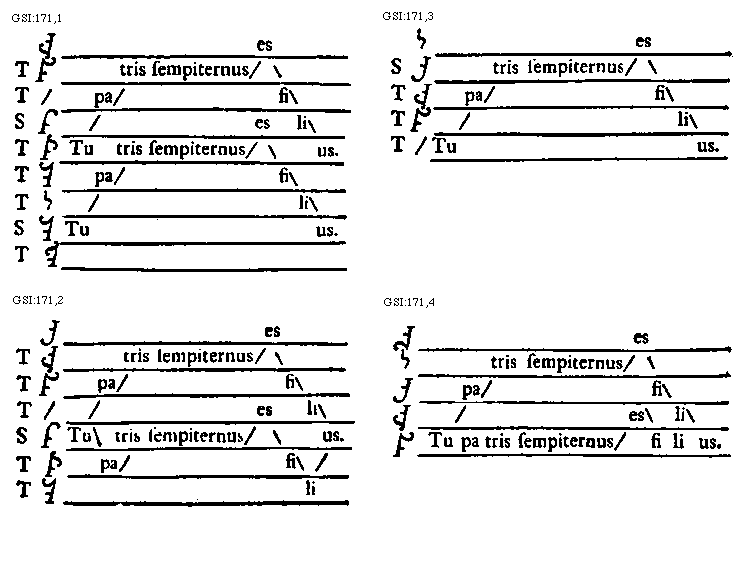 GSI:171,1
es
T tris ſempiternus/ \
T / pa/ fi\
S / es li\
T Tu tris ſempiternus/ \ us.
T pa/ fi\
T / li\
S Tu us.
T
GSI:171,2
es
T tris ſempiternus/ \
T pa/ fi\
T / / es li\
S Tu\ tris ſempiternus/ \ us.
T pa/ fi\ /
T li
GSI:171,3
es
S tris ſempiternus/ \
T pa/ fi\
T / li\
T / Tu us.
GSI:171,4
es
tris ſempiternus/ \
pa/ fi\
/ es\ li\
Tu pa tris ſempiternus/ fi li us.